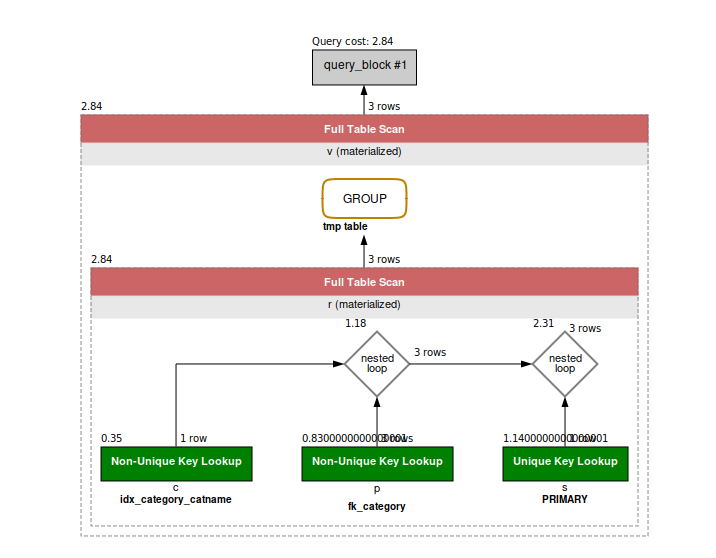 Query cost: 2.84
query_block #1
3 rows
2.84
Full Table Scan
v (materialized)
GROUP
tmp table
3 rows
2.84
Full Table Scan
r (materialized)
1.18
2.31
3 rows
nested
loop
3 rows
nested
loop
0.35
1 row
0.8300000000000001
3 rows
1.1400000000000001
1 row
Non-Unique Key Lookup
Non-Unique Key Lookup
Unique Key Lookup
c
p
s
idx_category_catname
fk_category
PRIMARY